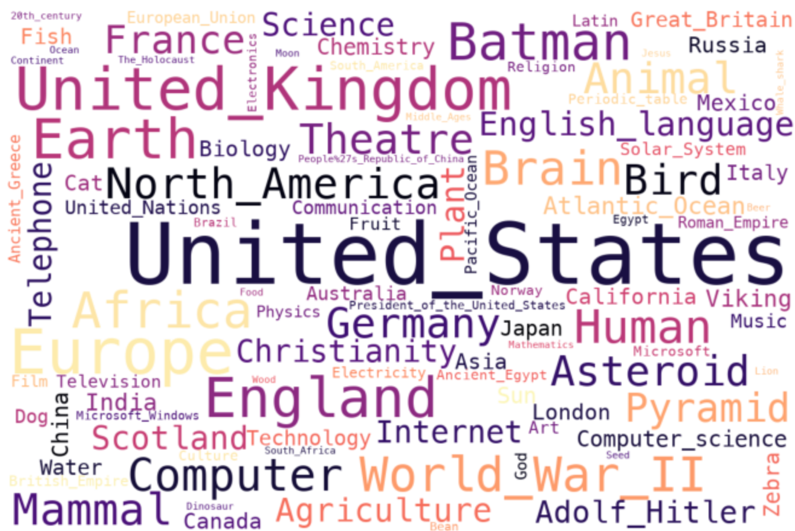 20th_century
European_Union
Science
Latin
Great_Britain
Fish
France
Batman
Ocean
Electronics
Chemistry
Russia
Continent
The_Holocaust
Moon
Jesus
South_America
Religion
Whale_shark
United_Kingdom
Animal
Periodic_table
Mexico
Middle_Ages
English_language
Earth
Theatre
Biology
Solar_System
People%27s_Republic_of_China
Ancient_Greece
Telephone
Cat
North_America
Plant
Pacific_Ocean
Brain
Bird
Italy
United_Nations
Communication
Atlantic_Ocean
Beer
Brazil
Fruit
Egypt
Roman_Empire
United_States
Africa
Food
Australia
Norway
California
Viking
President_of_the_United_States
Physics
Germany
Japan
Human
Music
Europe
Christianity
Mathematics
Microsoft
Asia
Asteroid
Film
Television
Wood
Electricity
Ancient_Egypt
Lion
India
England
Sun
Dog
China
Microsoft_Windows
London
Pyramid
Scotland
Technology
Internet
Art
Computer_science
Water
Culture
South_Africa
God
Seed
Zebra
British_Empire
Computer
World_War_II
Mammal
Dinosaur
Canada
Agriculture
Bean
Adolf_Hitler